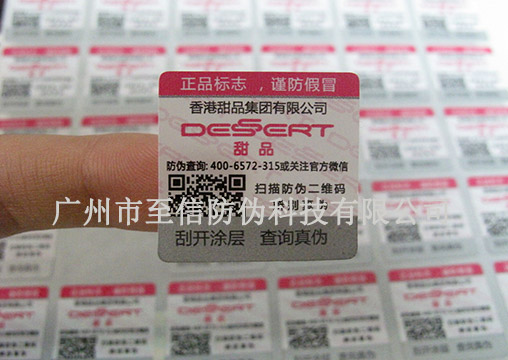 正品标志，谨防假冒
香港甜品集团有限公司
DESSERT
甜品
防伪查询:400-6572-315或关注官方微信
扫描防伪二维码
广州市至信防伪科技有限公司
刮开涂层 查询真伪